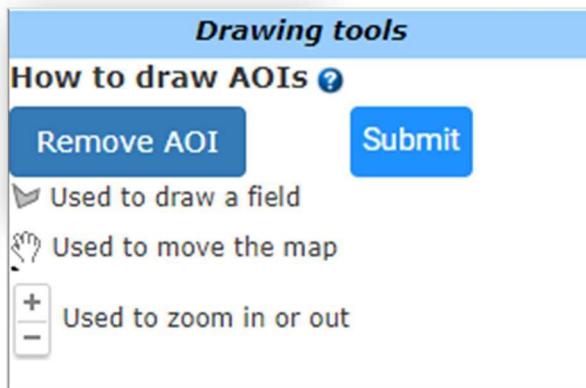 Drawing tools
How to draw AOIs ?
Remove AOI
Submit
Used to draw a field
Used to move the map
+
Used to zoom in or out
−